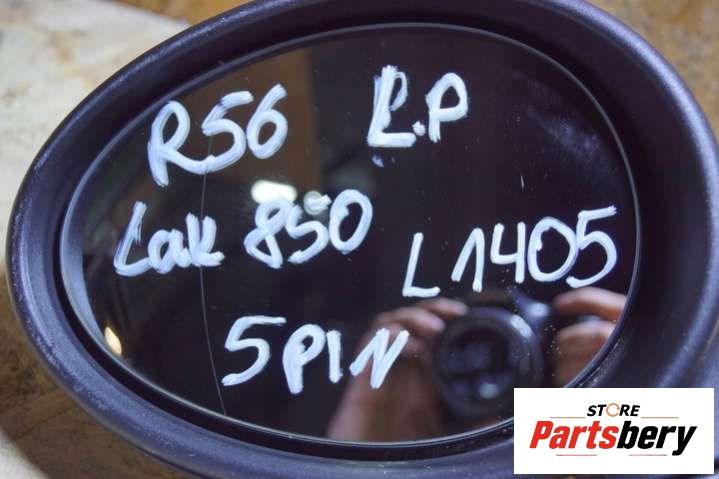 R56 L.P
Lak 850
L1405
5PIN
STORE
Partsbery